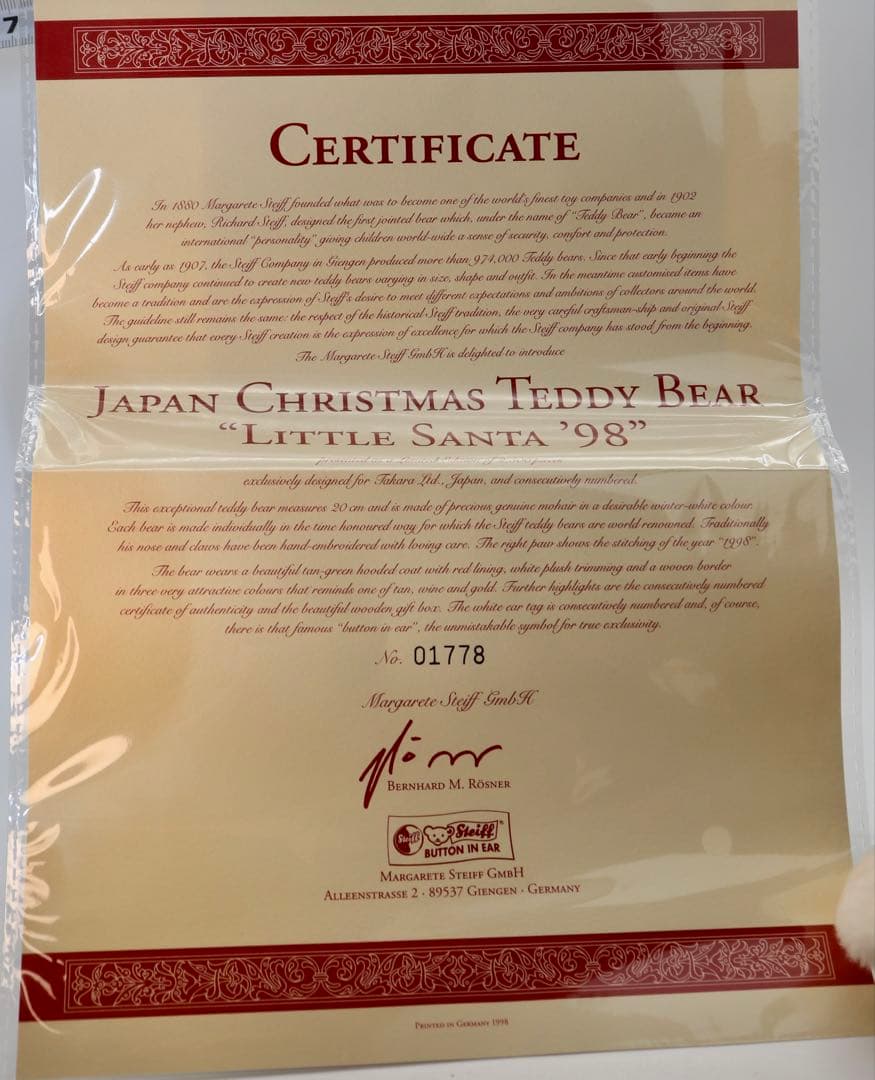 7
CERTIFICATE
In 1880 Margarete Steiff founded what was to become one of the world's finest toy companies and in 1902
her nephew, Richard Steiff, designed the first jointed bear which, under the name of "Teddy Bear", became an
international "personality" giving children world-wide a sense of security, comfort and protection.
As early as 1907, the Steiff Company in Giengen produced more than 974,000 Teddy bears. Since that early beginning the
Steiff company continued to create new teddy bears varying in size, shape and outfit. In the meantime customised items have
become a tradition and are the expression of Steiff's desire to meet different expectations and ambitions of collectors around the world.
The guideline still remains the same: the respect of the historical Steiff tradition, the very careful craftsman-ship and original Steiff
design guarantee that every Steiff creation is the expression of excellence for which the Steiff company has stood from the beginning.
The Margarete Steiff GmbH is delighted to introduce
JAPAN CHRISTMAS TEDDY BEAR
"LITTLE SANTA '98"
exclusively designed for Takara Ltd., Japan, and consecutively numbered.
This exceptional teddy bear measures 20 cm and is made of precious genuine mohair in a desirable winter-white colour.
Each bear is made individually in the time honoured way for which the Steiff teddy bears are world renowned. Traditionally
his nose and claws have been hand-embroidered with loving care. The right paw shows the stitching of the year "1998".
The bear wears a beautiful tan-green hooded coat with red lining, white plush trimming and a woven border
in three very attractive colours that reminds one of tan, wine and gold. Further highlights are the consecutively numbered
certificate of authenticity and the beautiful wooden gift box. The white ear tag is consecutively numbered and, of course,
there is that famous "button in ear", the unmistakable symbol for true exclusivity.
No. 01778
Margarete Steiff GmbH
BERNHARD M. RÖSNER
Steiff Steiff®
BUTTON IN EAR
MARGARETE STEIFF GMBH
ALLEENSTRASSE 2 · 89537 GIENGEN · GERMANY
PRINTED IN GERMANY 1998